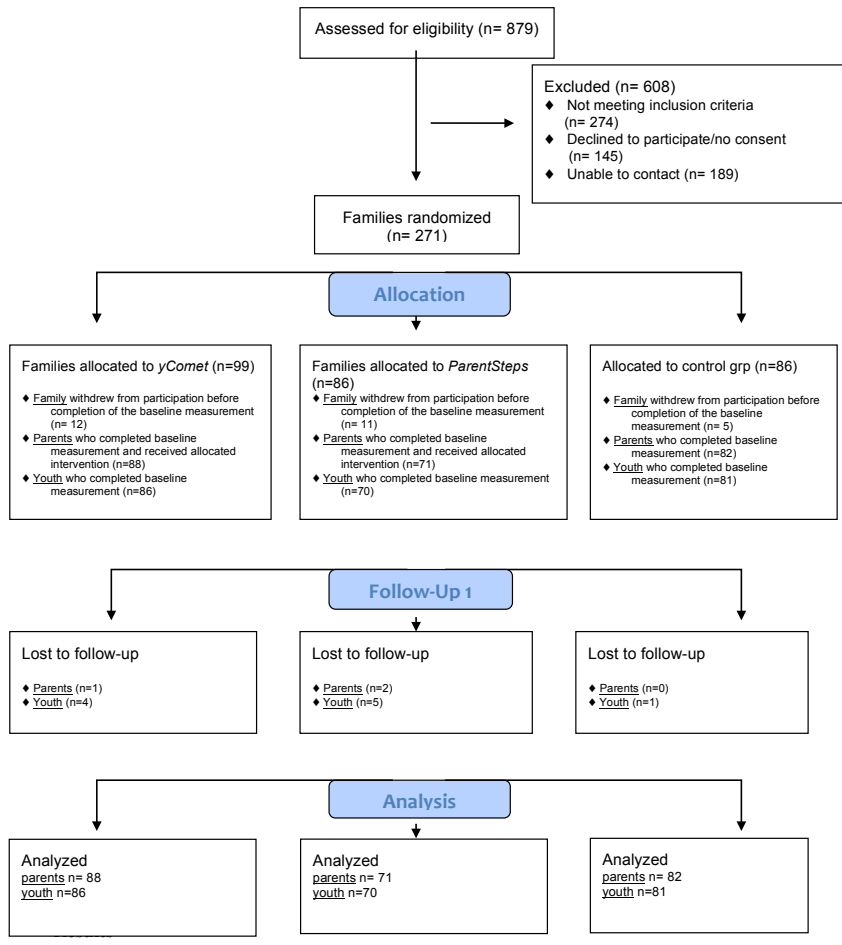 Assessed for eligibility (n= 879)
Excluded (n= 608)
♦ Not meeting inclusion criteria
(n= 274)
♦ Declined to participate/no consent
(n= 145)
♦ Unable to contact (n= 189)
Families randomized
(n= 271)
Allocation
Families allocated to yComet (n=99)
♦ Family withdrew from participation before
completion of the baseline measurement
(n= 12)
♦ Parents who completed baseline
measurement and received allocated
intervention (n=88)
♦ Youth who completed baseline
measurement (n=86)
Families allocated to ParentSteps
(n=86)
♦ Family withdrew from participation before
completion of the baseline measurement
(n= 11)
♦ Parents who completed baseline
measurement and received allocated
intervention (n=71)
♦ Youth who completed baseline measurement
(n=70)
Allocated to control grp (n=86)
♦ Family withdrew from participation before
completion of the baseline
measurement (n= 5)
♦ Parents who completed baseline
measurement (n=82)
♦ Youth who completed baseline
measurement (n=81)
Follow-Up 1
Lost to follow-up
♦ Parents (n=1)
♦ Youth (n=4)
Lost to follow-up
♦ Parents (n=2)
♦ Youth (n=5)
Lost to follow-up
♦ Parents (n=0)
♦ Youth (n=1)
Analysis
Analyzed
parents n= 88
youth n=86
Analyzed
parents n= 71
youth n=70
Analyzed
parents n= 82
youth n=81